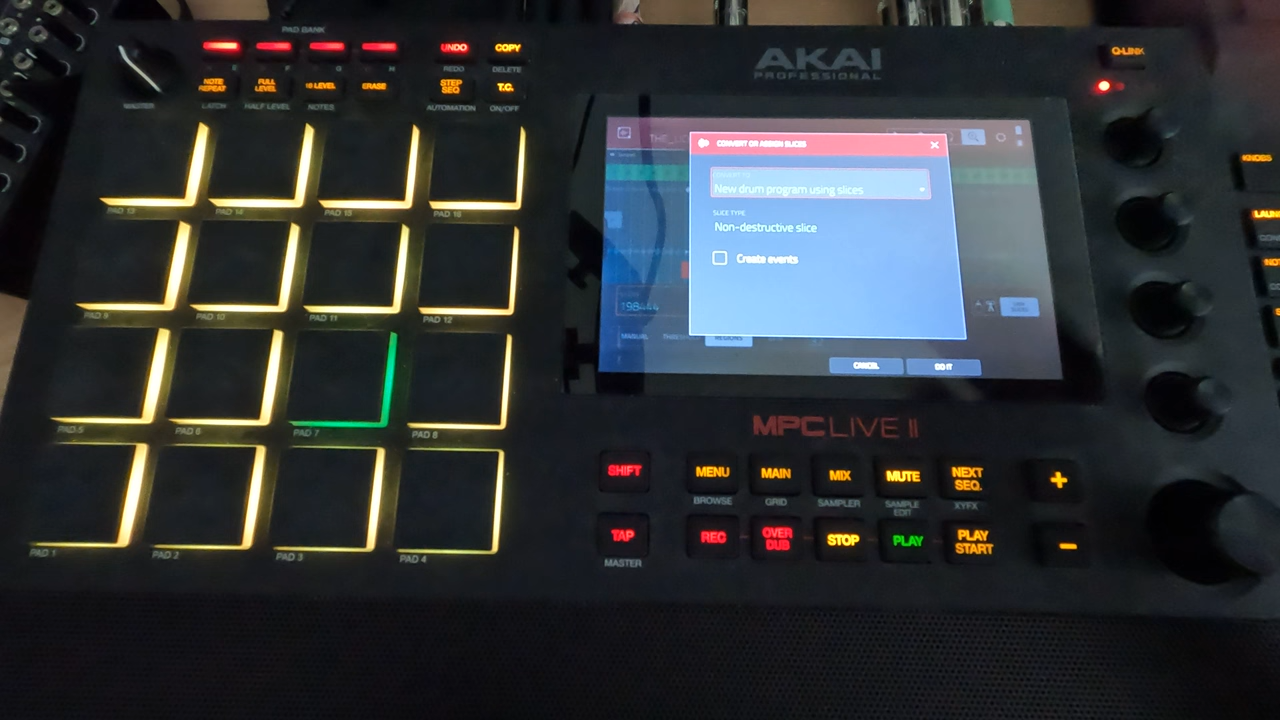 PAD BANK
E F G H
UNDO COPY
REDO DELETE
NOTE REPEAT
FULL LEVEL
16 LEVEL
ERASE
STEP SEQ
T.C.
MASTER
LATCH HALF LEVEL NOTES
AUTOMATION ON/OFF
PAD 13 PAD 14 PAD 15 PAD 16
PAD 9 PAD 10 PAD 11 PAD 12
PAD 5 PAD 6 PAD 7 PAD 8
PAD 1 PAD 2 PAD 3 PAD 4
AKAI
PROFESSIONAL
Q-LINK
CONVERT OR ASSIGN SLICES
CONVERT TO
New drum program using slices
SLICE TYPE
Non-destructive slice
Create events
198444
MANUAL
REGIONS
CANCEL DO IT
MPC LIVE II
SHIFT
MENU MAIN MIX MUTE NEXT SEQ.
BROWSE GRID SAMPLER SAMPLE EDIT XYFX
+
TAP
REC OVER DUB STOP PLAY PLAY START
−
MASTER
KNOBS